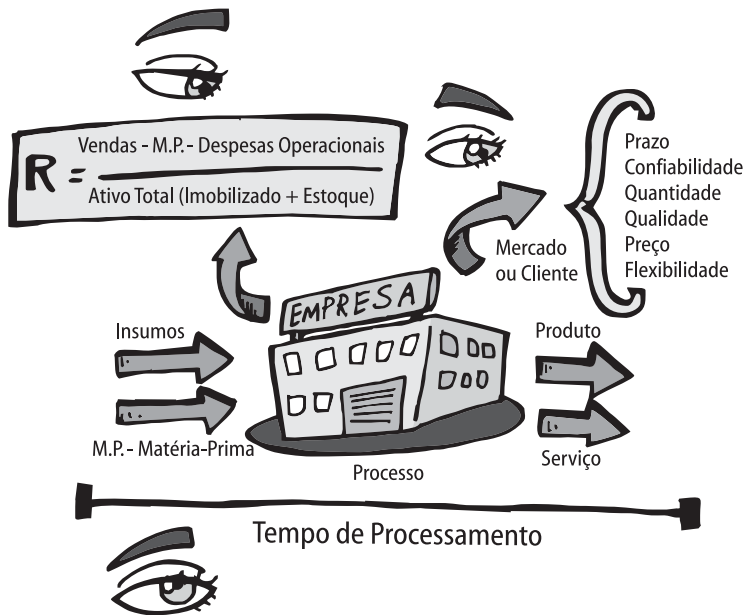 R =
Vendas - M.P.- Despesas Operacionais
Ativo Total (Imobilizado + Estoque)
Prazo
Confiabilidade
Quantidade
Qualidade
Preço
Flexibilidade
Mercado
ou Cliente
EMPRESA
Insumos
M.P.- Matéria-Prima
Processo
Produto
Serviço
Tempo de Processamento